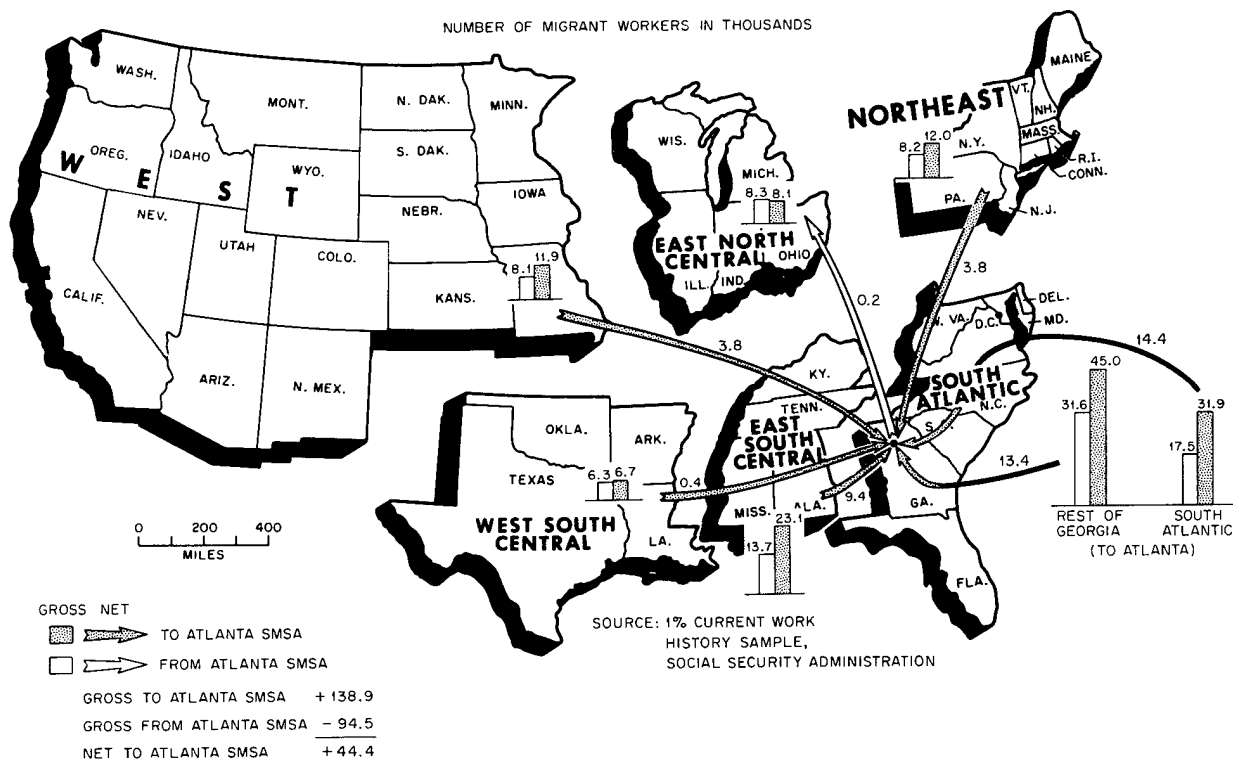 NUMBER OF MIGRANT WORKERS IN THOUSANDS
WASH.
MONT.
N. DAK.
MINN.
OREG.
IDAHO
WYO.
S. DAK.
WEST
NEV.
NEBR.
IOWA
UTAH
COLO.
CALIF.
KANS.
8.1
11.9
ARIZ.
N. MEX.
WIS.
MICH.
8.3
8.1
EAST NORTH
CENTRAL
OHIO
ILL.
IND.
NORTHEAST
MAINE
VT.
NH.
MASS.
8.2
12.0
N.Y.
R.I.
CONN.
PA.
N.J.
3.8
0.2
3.8
W. VA.
D.C.
DEL.
MD.
14.4
KY.
TENN.
SOUTH
ATLANTIC
N.C.
S.
EAST
SOUTH
CENTRAL
OKLA.
ARK.
TEXAS
6.3
6.7
0.4
WEST SOUTH
CENTRAL
LA.
MISS.
ALA.
9.4
GA.
13.4
13.7
23.1
FLA.
31.6
45.0
17.5
31.9
REST OF
GEORGIA
SOUTH
ATLANTIC
(TO ATLANTA)
0 200 400
MILES
SOURCE: 1% CURRENT WORK
HISTORY SAMPLE,
SOCIAL SECURITY ADMINISTRATION
GROSS NET
TO ATLANTA SMSA
FROM ATLANTA SMSA
GROSS TO ATLANTA SMSA +138.9
GROSS FROM ATLANTA SMSA - 94.5
NET TO ATLANTA SMSA +44.4